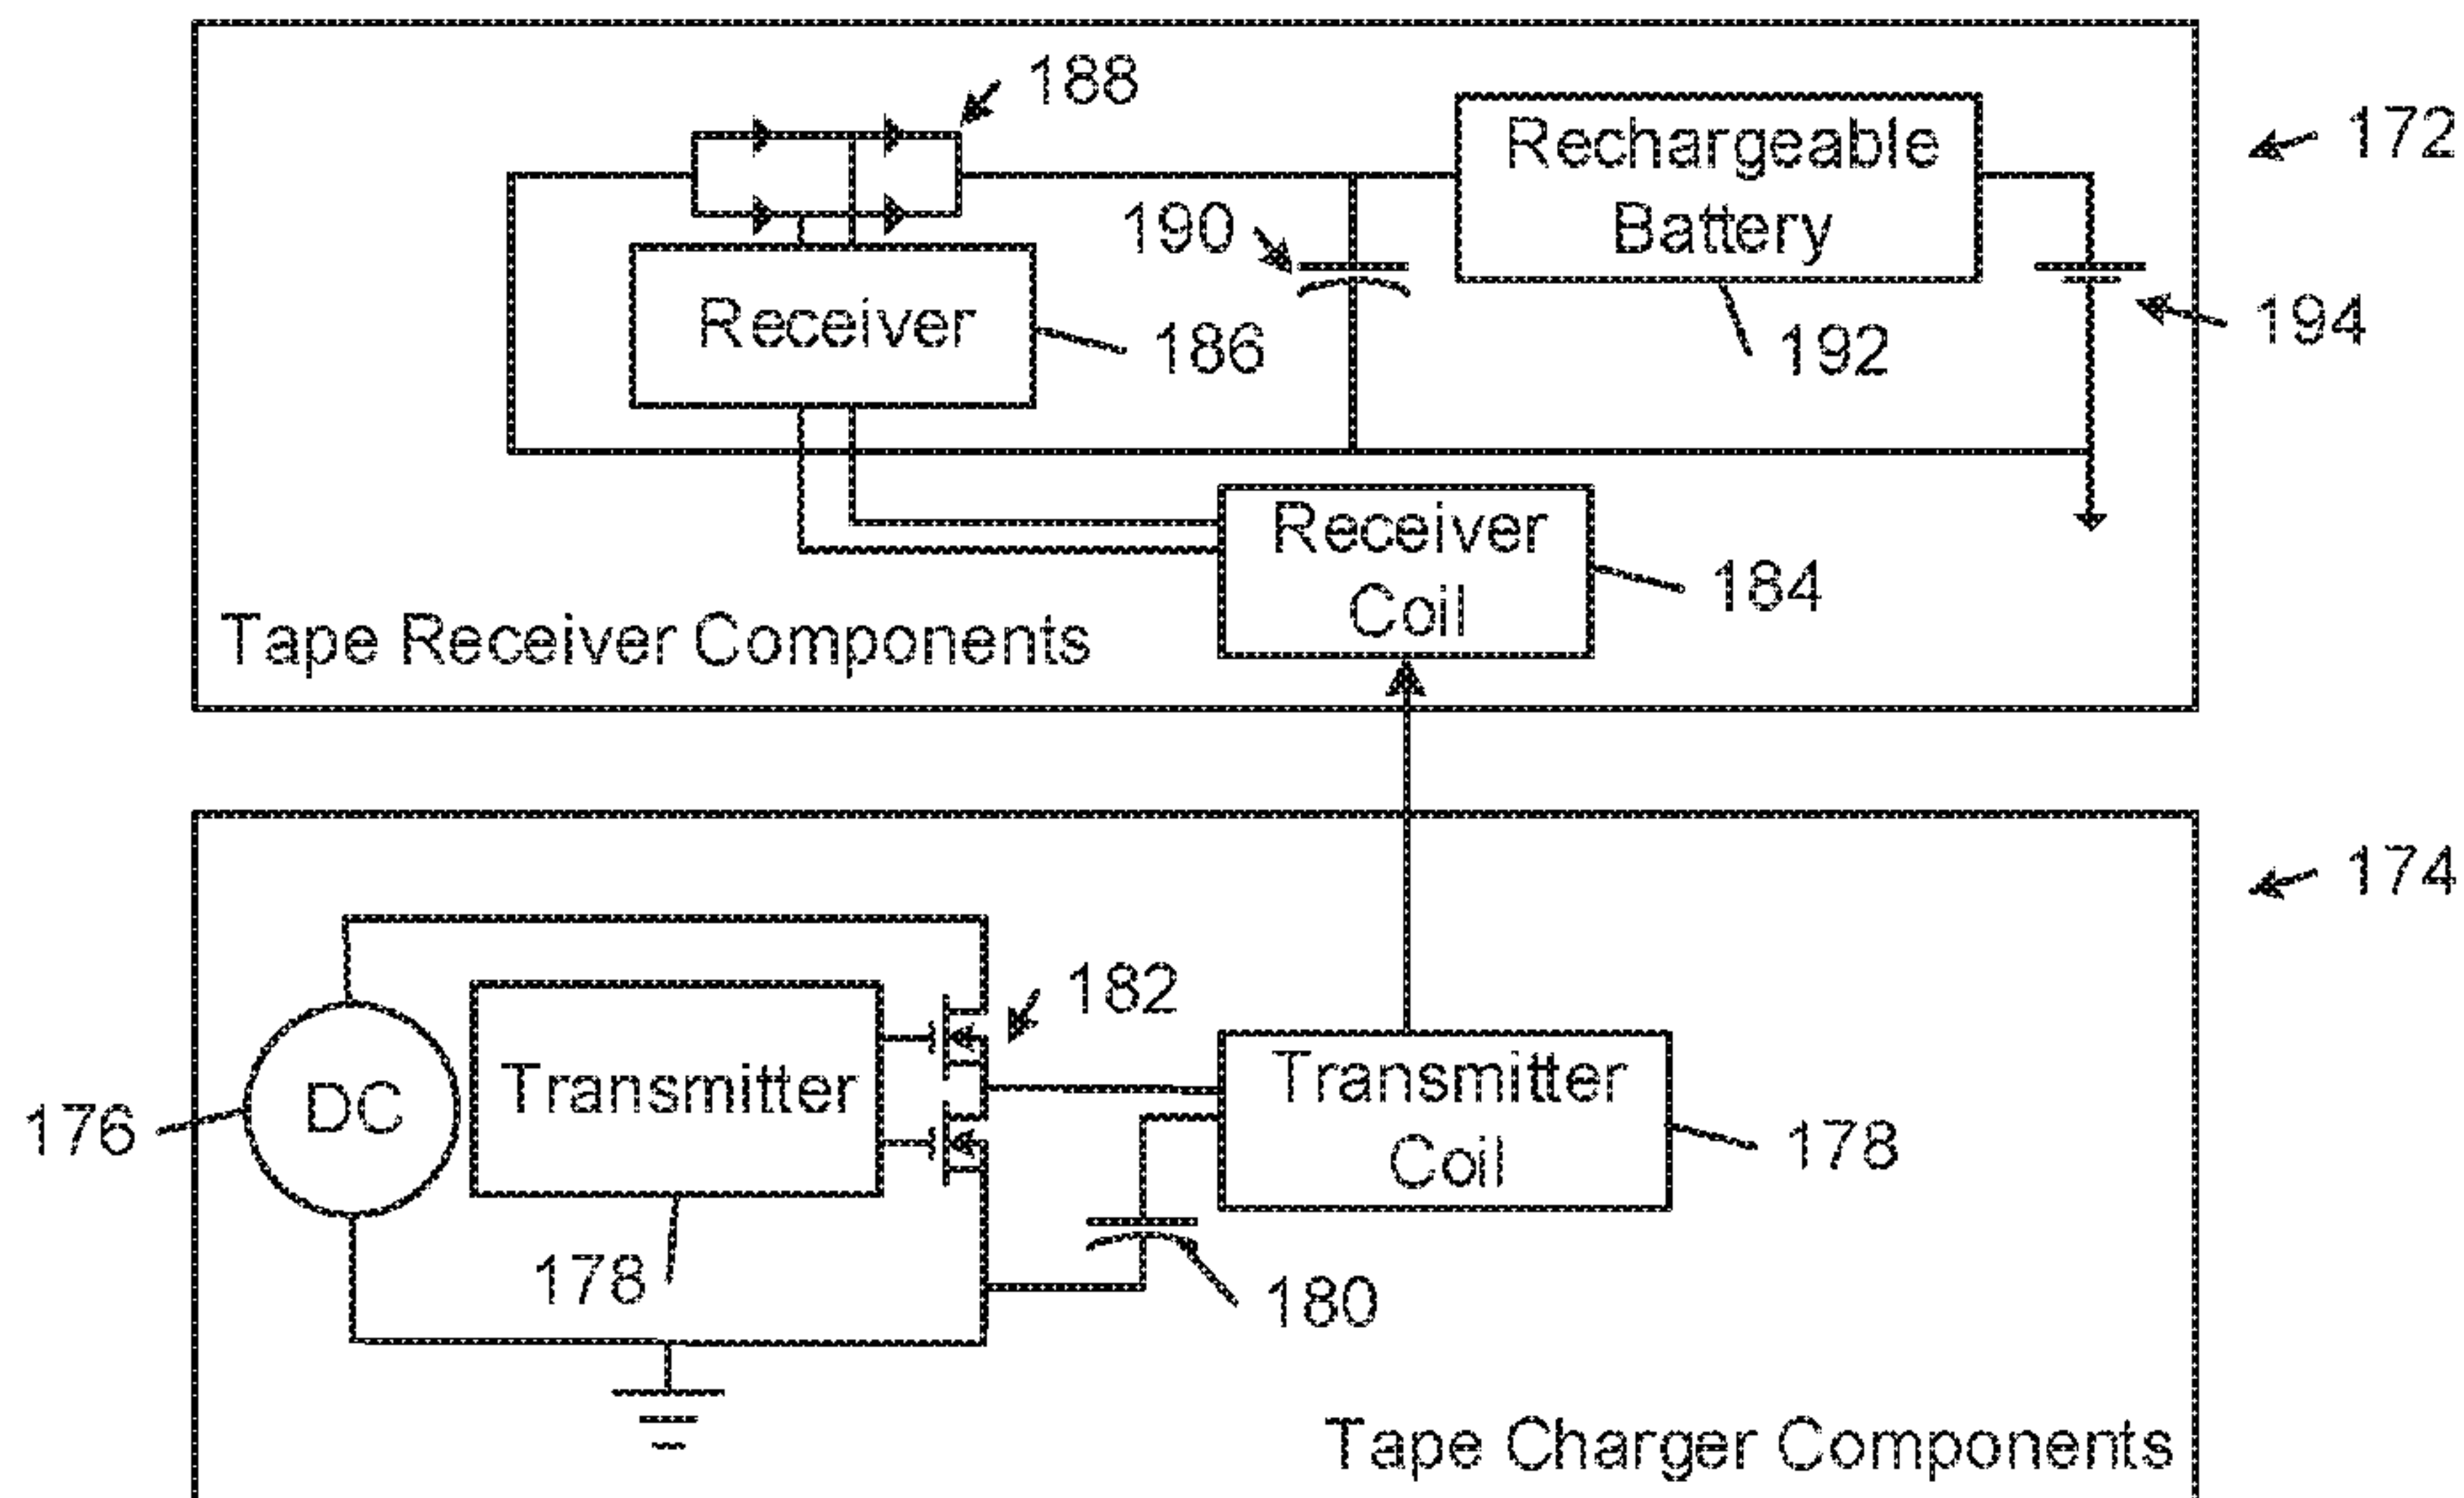 188
Rechargeable
Battery
172
190
Receiver
186
192
194
Receiver
Coil
184
Tape Receiver Components
174
182
DC
Transmitter
Transmitter
Coil
176
178
178
180
Tape Charger Components